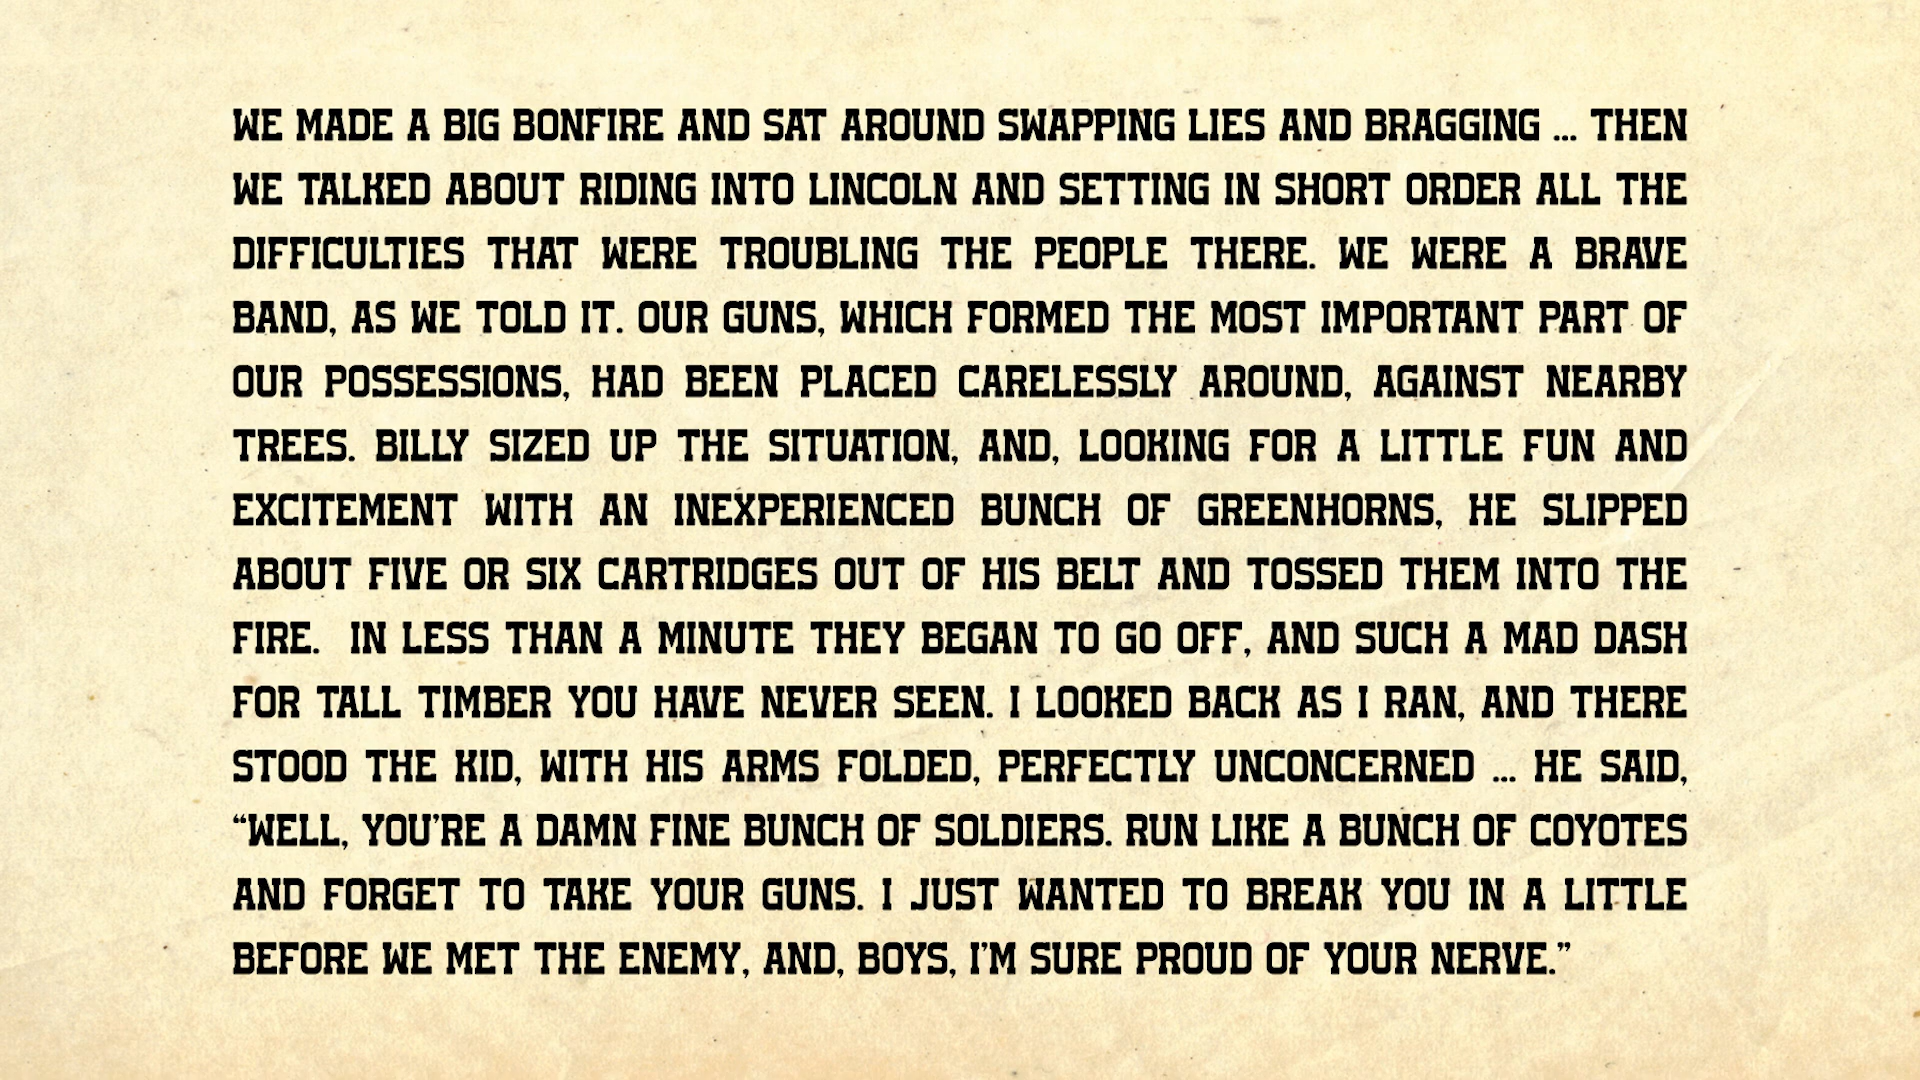 WE MADE A BIG BONFIRE AND SAT AROUND SWAPPING LIES AND BRAGGING ... THEN
WE TALKED ABOUT RIDING INTO LINCOLN AND SETTING IN SHORT ORDER ALL THE
DIFFICULTIES THAT WERE TROUBLING THE PEOPLE THERE. WE WERE A BRAVE
BAND, AS WE TOLD IT. OUR GUNS, WHICH FORMED THE MOST IMPORTANT PART OF
OUR POSSESSIONS, HAD BEEN PLACED CARELESSLY AROUND, AGAINST NEARBY
TREES. BILLY SIZED UP THE SITUATION, AND, LOOKING FOR A LITTLE FUN AND
EXCITEMENT WITH AN INEXPERIENCED BUNCH OF GREENHORNS, HE SLIPPED
ABOUT FIVE OR SIX CARTRIDGES OUT OF HIS BELT AND TOSSED THEM INTO THE
FIRE. IN LESS THAN A MINUTE THEY BEGAN TO GO OFF, AND SUCH A MAD DASH
FOR TALL TIMBER YOU HAVE NEVER SEEN. I LOOKED BACK AS I RAN, AND THERE
STOOD THE KID, WITH HIS ARMS FOLDED, PERFECTLY UNCONCERNED ... HE SAID,
“WELL, YOU’RE A DAMN FINE BUNCH OF SOLDIERS. RUN LIKE A BUNCH OF COYOTES
AND FORGET TO TAKE YOUR GUNS. I JUST WANTED TO BREAK YOU IN A LITTLE
BEFORE WE MET THE ENEMY, AND, BOYS, I’M SURE PROUD OF YOUR NERVE.”